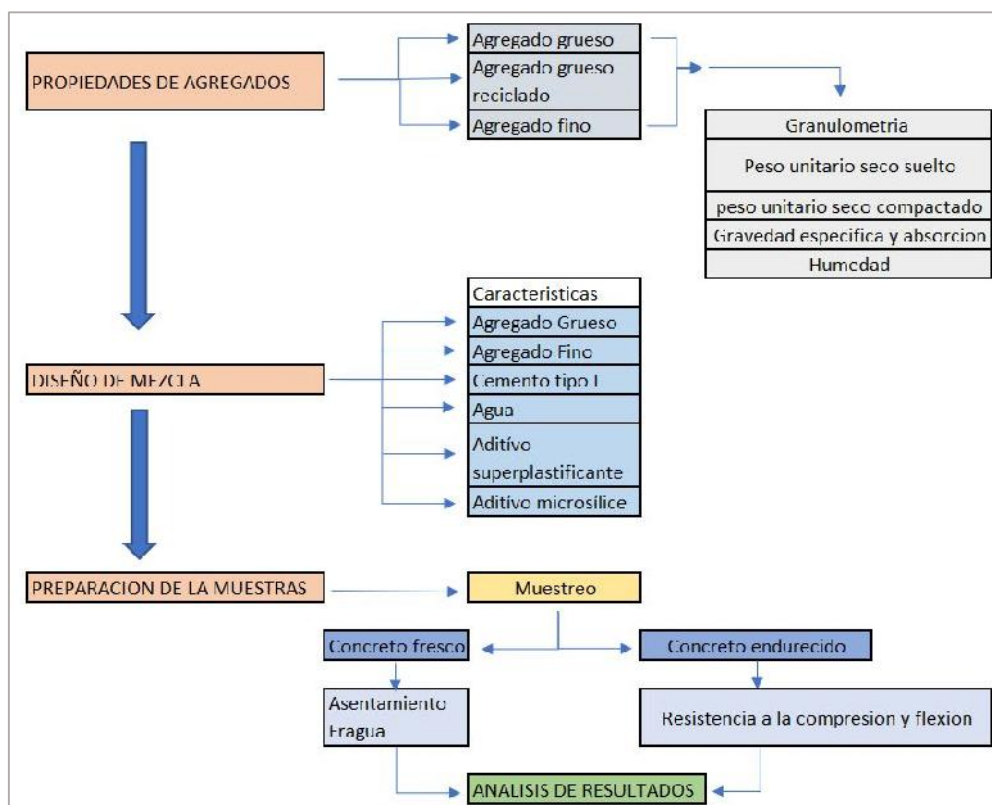 PROPIEDADES DE AGREGADOS
Agregado grueso
Agregado grueso
reciclado
Agregado fino
Granulometria
Peso unitario seco suelto
peso unitario seco compactado
Gravedad especifica y absorcion
Humedad
DISEÑO DE MEZCLA
Caracteristicas
Agregado Grueso
Agregado Fino
Cemento tipo I
Agua
Aditívo
superplastificante
Aditivo microsílice
PREPARACION DE LA MUESTRAS
Muestreo
Concreto fresco
Concreto endurecido
Asentamiento
Fragua
Resistencia a la compresion y flexion
ANALISIS DE RESULTADOS